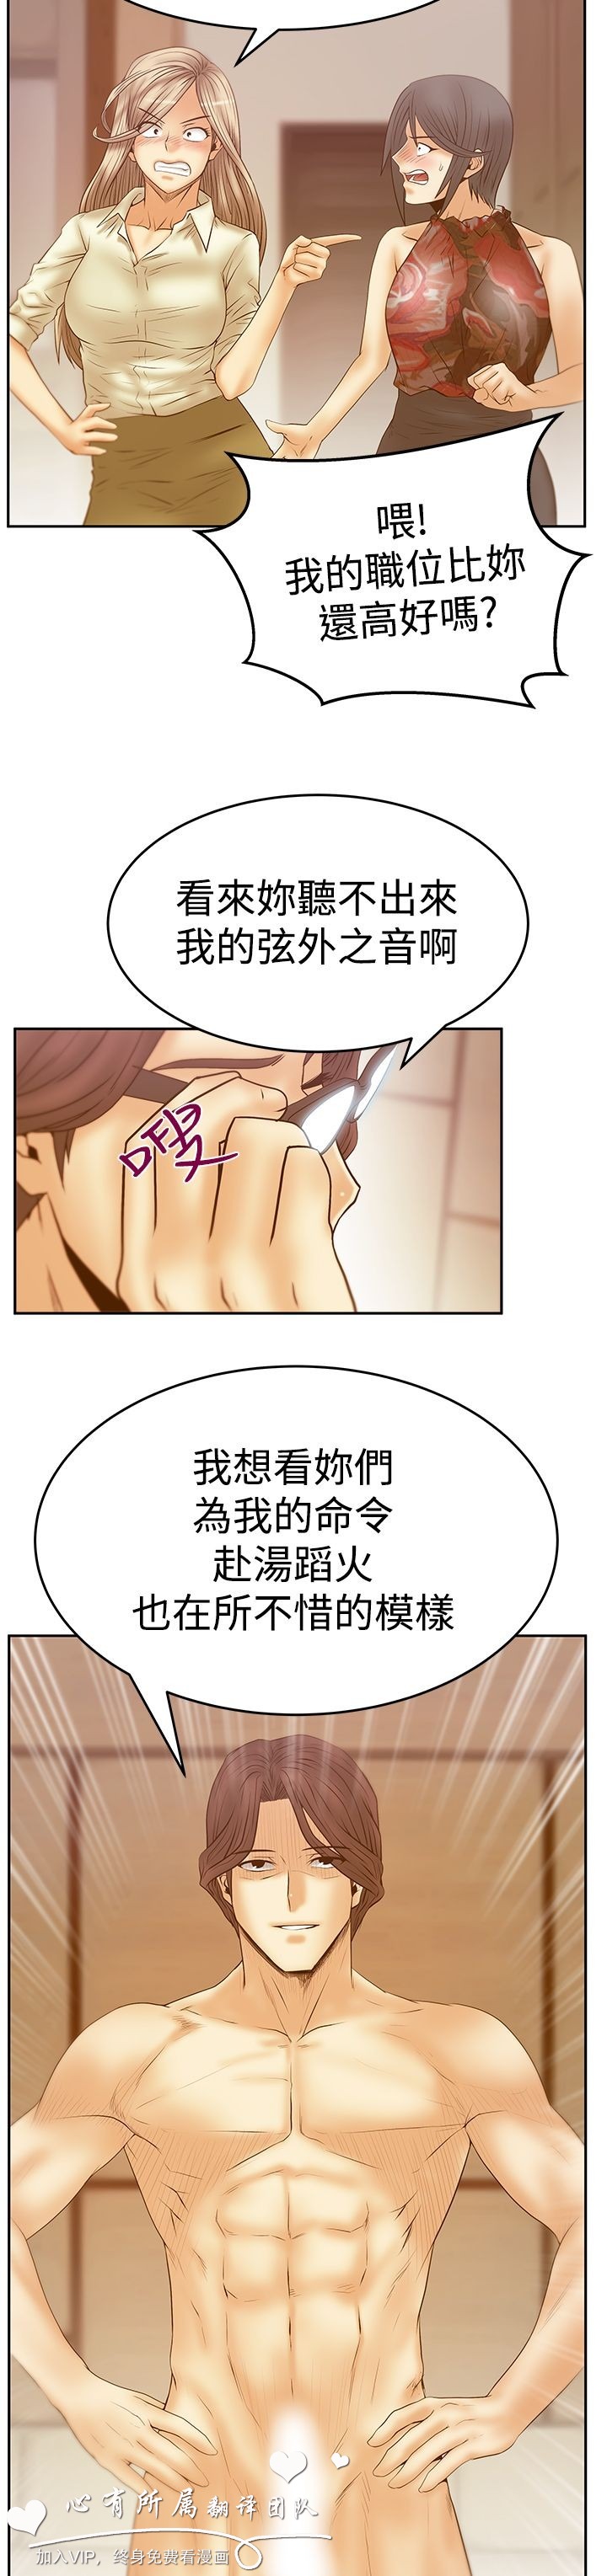 喂!
我的職位比妳
還高好嗎?
看來妳聽不出來
我的弦外之音啊
嗖
我想看妳們
為我的命令
赴湯蹈火
也在所不惜的模樣
心有所属翻译团队
加入VIP，终身免费看漫画